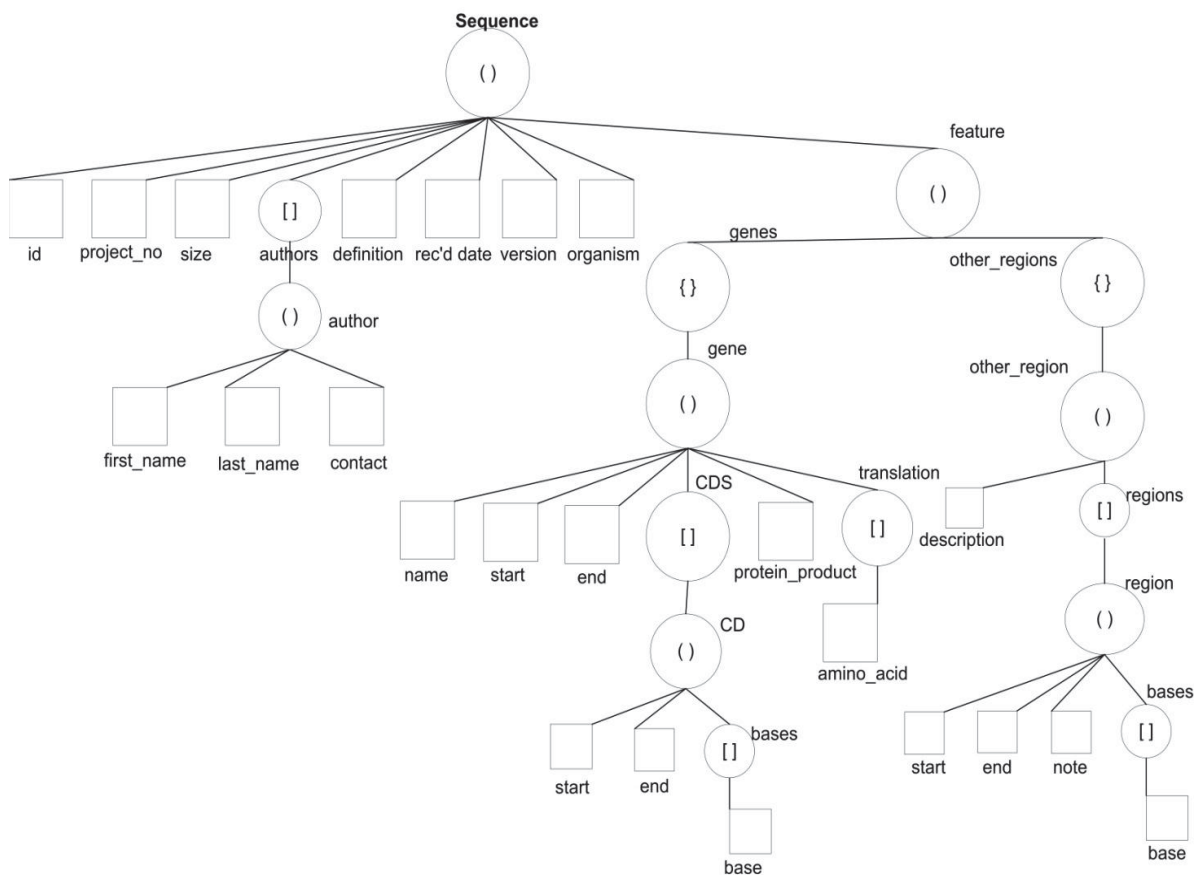 Sequence
( )
feature
( )
id
project_no
size
[ ]
authors
definition
rec'd date
version
organism
genes
other_regions
{ }
{ }
( )
author
gene
other_region
( )
( )
first_name
last_name
contact
CDS
translation
regions
[ ]
[ ]
[ ]
name
start
end
protein_product
description
region
CD
( )
( )
amino_acid
bases
bases
[ ]
[ ]
start
end
start
end
note
base
base